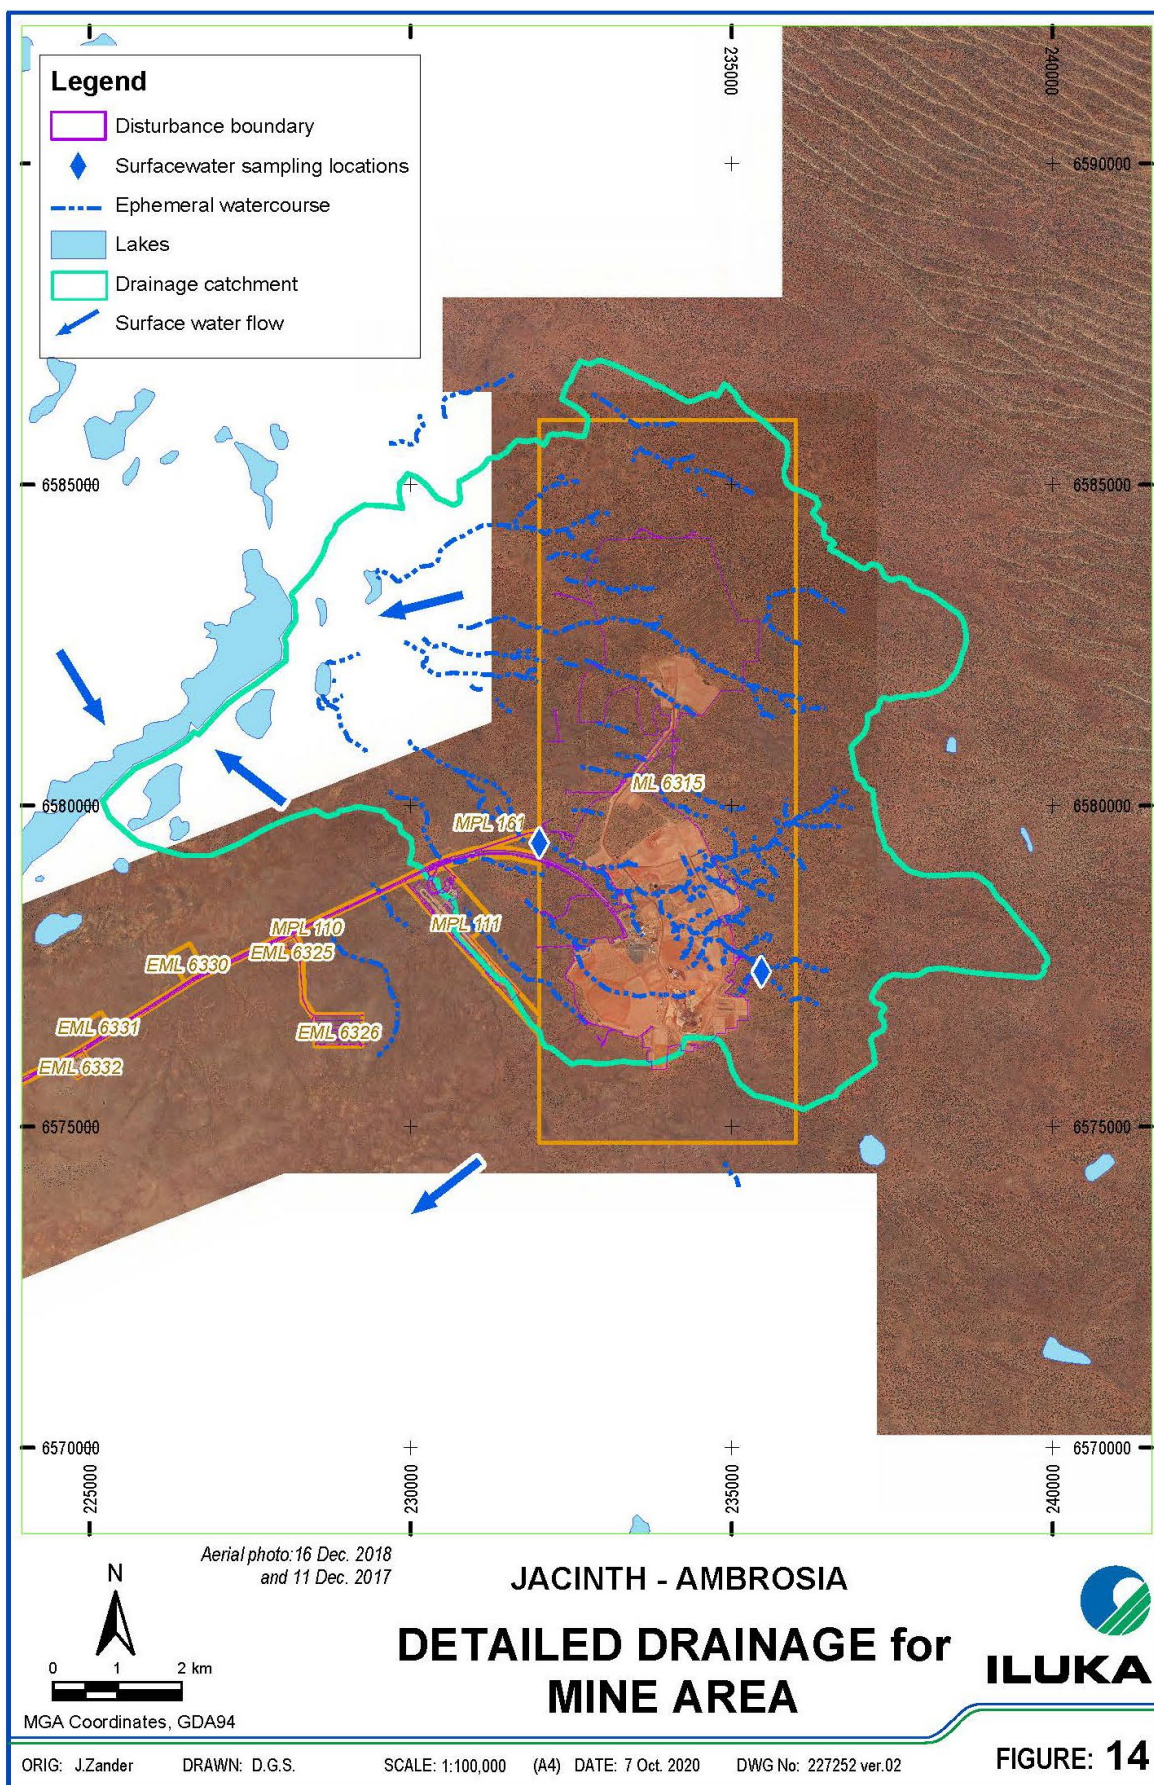 Legend
Disturbance boundary
Surfacewater sampling locations
Ephemeral watercourse
Lakes
Drainage catchment
Surface water flow
235000
240000
6590000
6585000
6585000
ML 6315
6580000
6580000
MPL 161
MPL 111
MPL 110
EML 6325
EML 6330
EML 6331
EML 6326
EML 6332
6575000
6575000
6570000
6570000
225000
230000
235000
240000
Aerial photo:16 Dec. 2018
and 11 Dec. 2017
N
0 1 2 km
MGA Coordinates, GDA94
JACINTH - AMBROSIA
DETAILED DRAINAGE for
MINE AREA
ILUKA
ORIG: J.Zander DRAWN: D.G.S. SCALE: 1:100,000 (A4) DATE: 7 Oct. 2020 DWG No: 227252 ver.02
FIGURE: 14